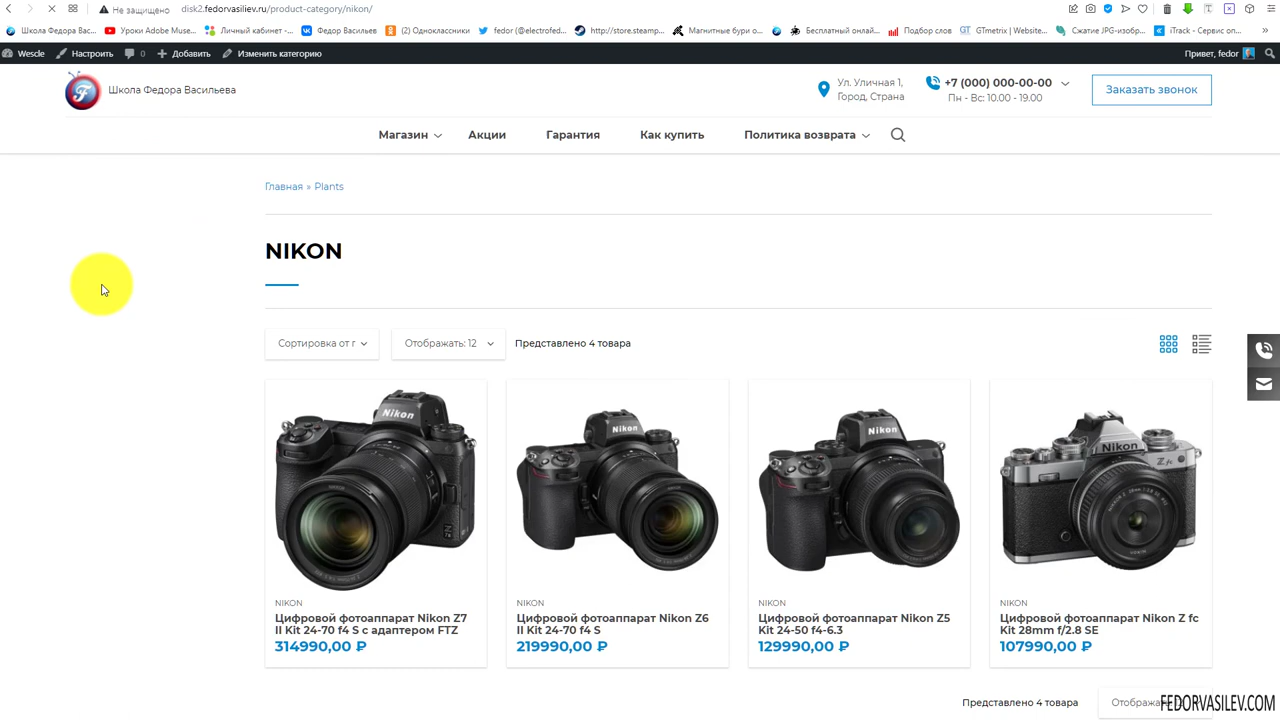 Не защищено disk2.fedorvasiliev.ru/product-category/nikon/
Школа Федора Вас... Уроки Adobe Muse... Личный кабинет -... Федор Васильев (2) Одноклассники fedor (@electrofed... http://store.steamp... Магнитные бури о... Бесплатный онлай... Подбор слов GTmetrix | Website... Сжатие JPG-изобр... iTrack - Сервис оп...
Wescle Настроить 0 Добавить Изменить категорию Привет, fedor
Школа Федора Васильева
Ул. Уличная 1,
Город, Страна
+7 (000) 000-00-00
Пн - Вс: 10.00 - 19.00
Заказать звонок
Магазин Акции Гарантия Как купить Политика возврата
Главная » Plants
NIKON
Сортировка от г Отображать: 12 Представлено 4 товара
Nikon Nikon Nikon Nikon
NIKON
Цифровой фотоаппарат Nikon Z7
II Kit 24-70 f4 S с адаптером FTZ
314990,00 ₽
NIKON
Цифровой фотоаппарат Nikon Z6
II Kit 24-70 f4 S
219990,00 ₽
NIKON
Цифровой фотоаппарат Nikon Z5
Kit 24-50 f4-6.3
129990,00 ₽
NIKON
Цифровой фотоаппарат Nikon Z fc
Kit 28mm f/2.8 SE
107990,00 ₽
Представлено 4 товара
FEDORVASILEV.COM